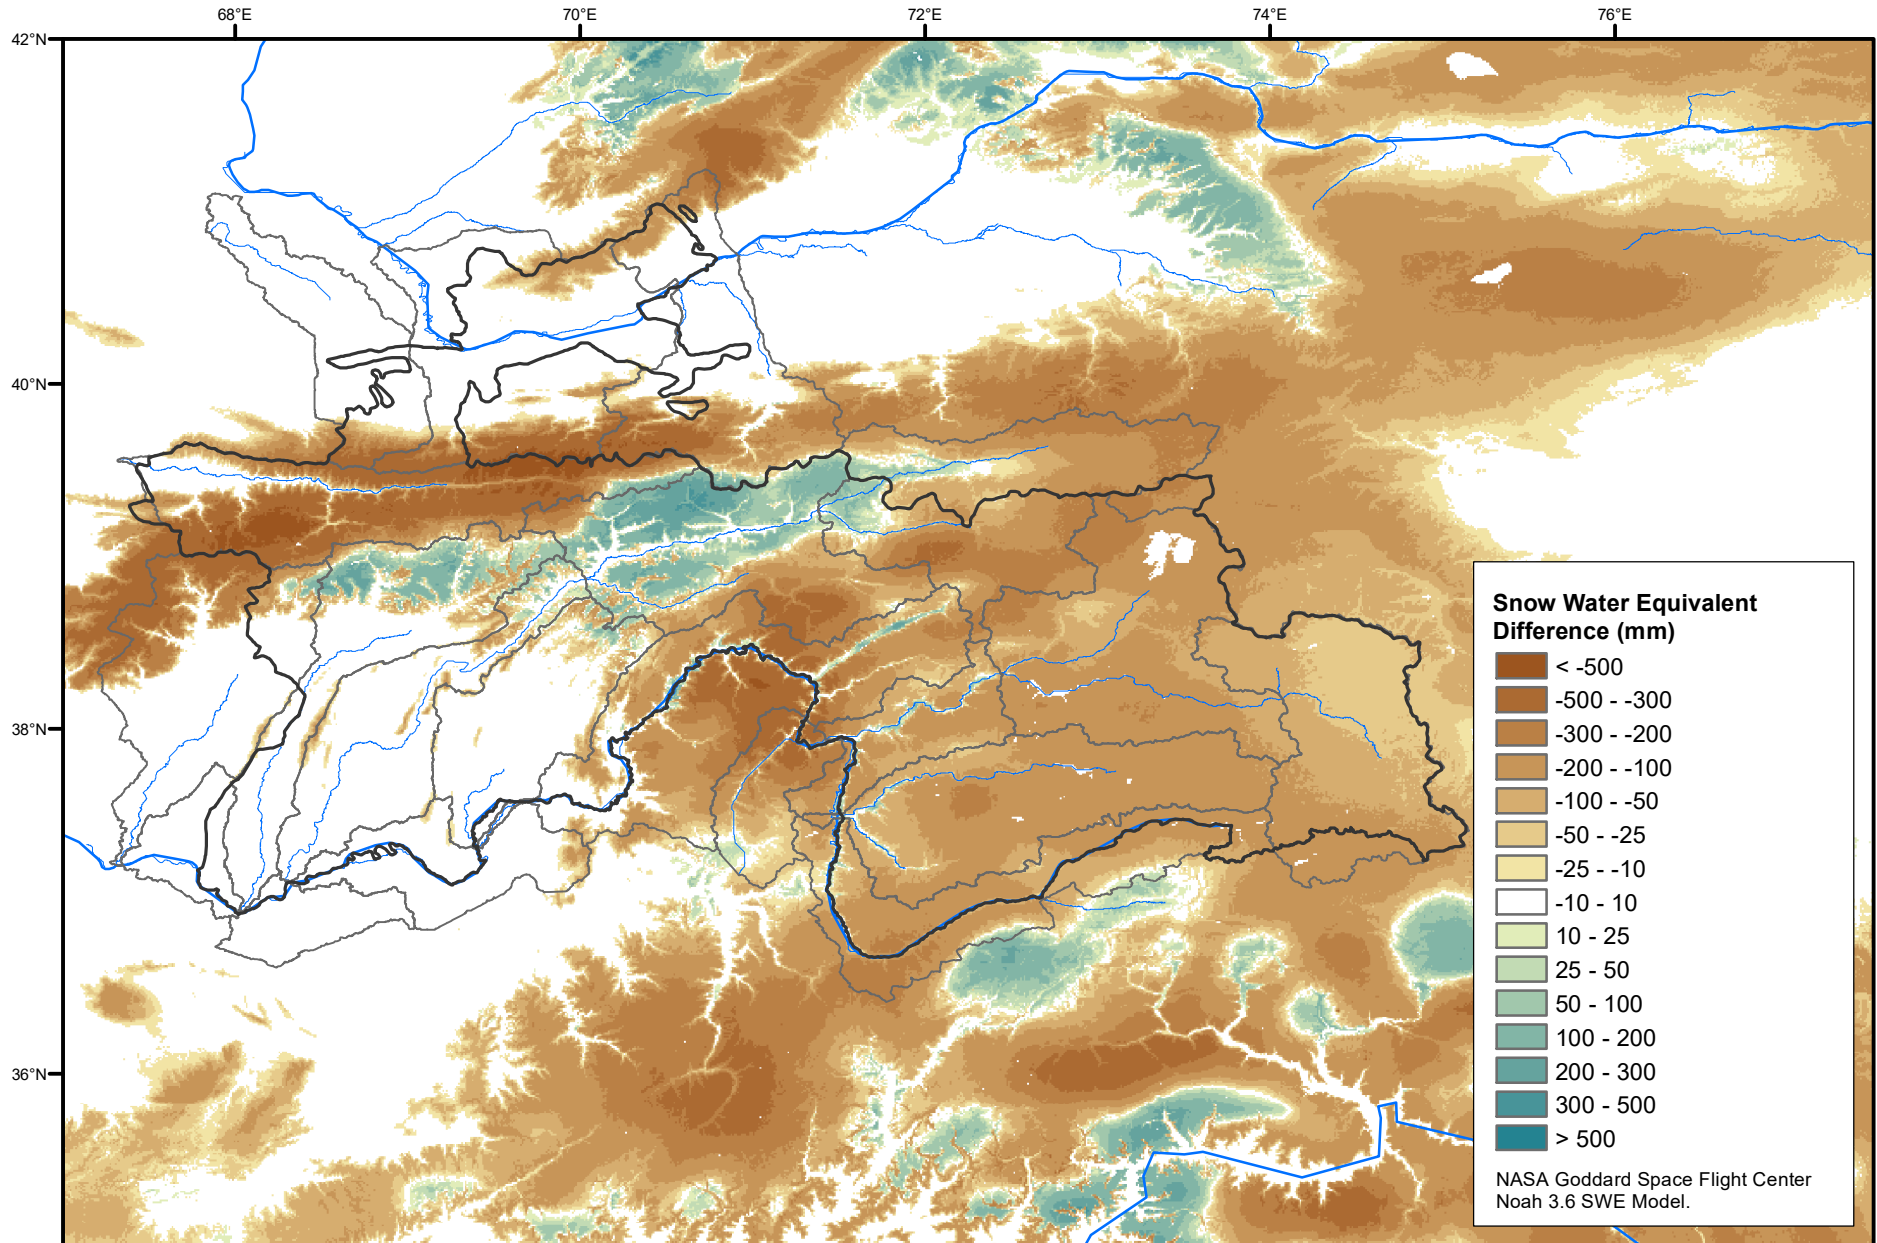 68°E 70°E 72°E 74°E 76°E
42°N
40°N
38°N
36°N
Snow Water Equivalent
Difference (mm)
< -500
-500 - -300
-300 - -200
-200 - -100
-100 - -50
-50 - -25
-25 - -10
-10 - 10
10 - 25
25 - 50
50 - 100
100 - 200
200 - 300
300 - 500
> 500
NASA Goddard Space Flight Center
Noah 3.6 SWE Model.